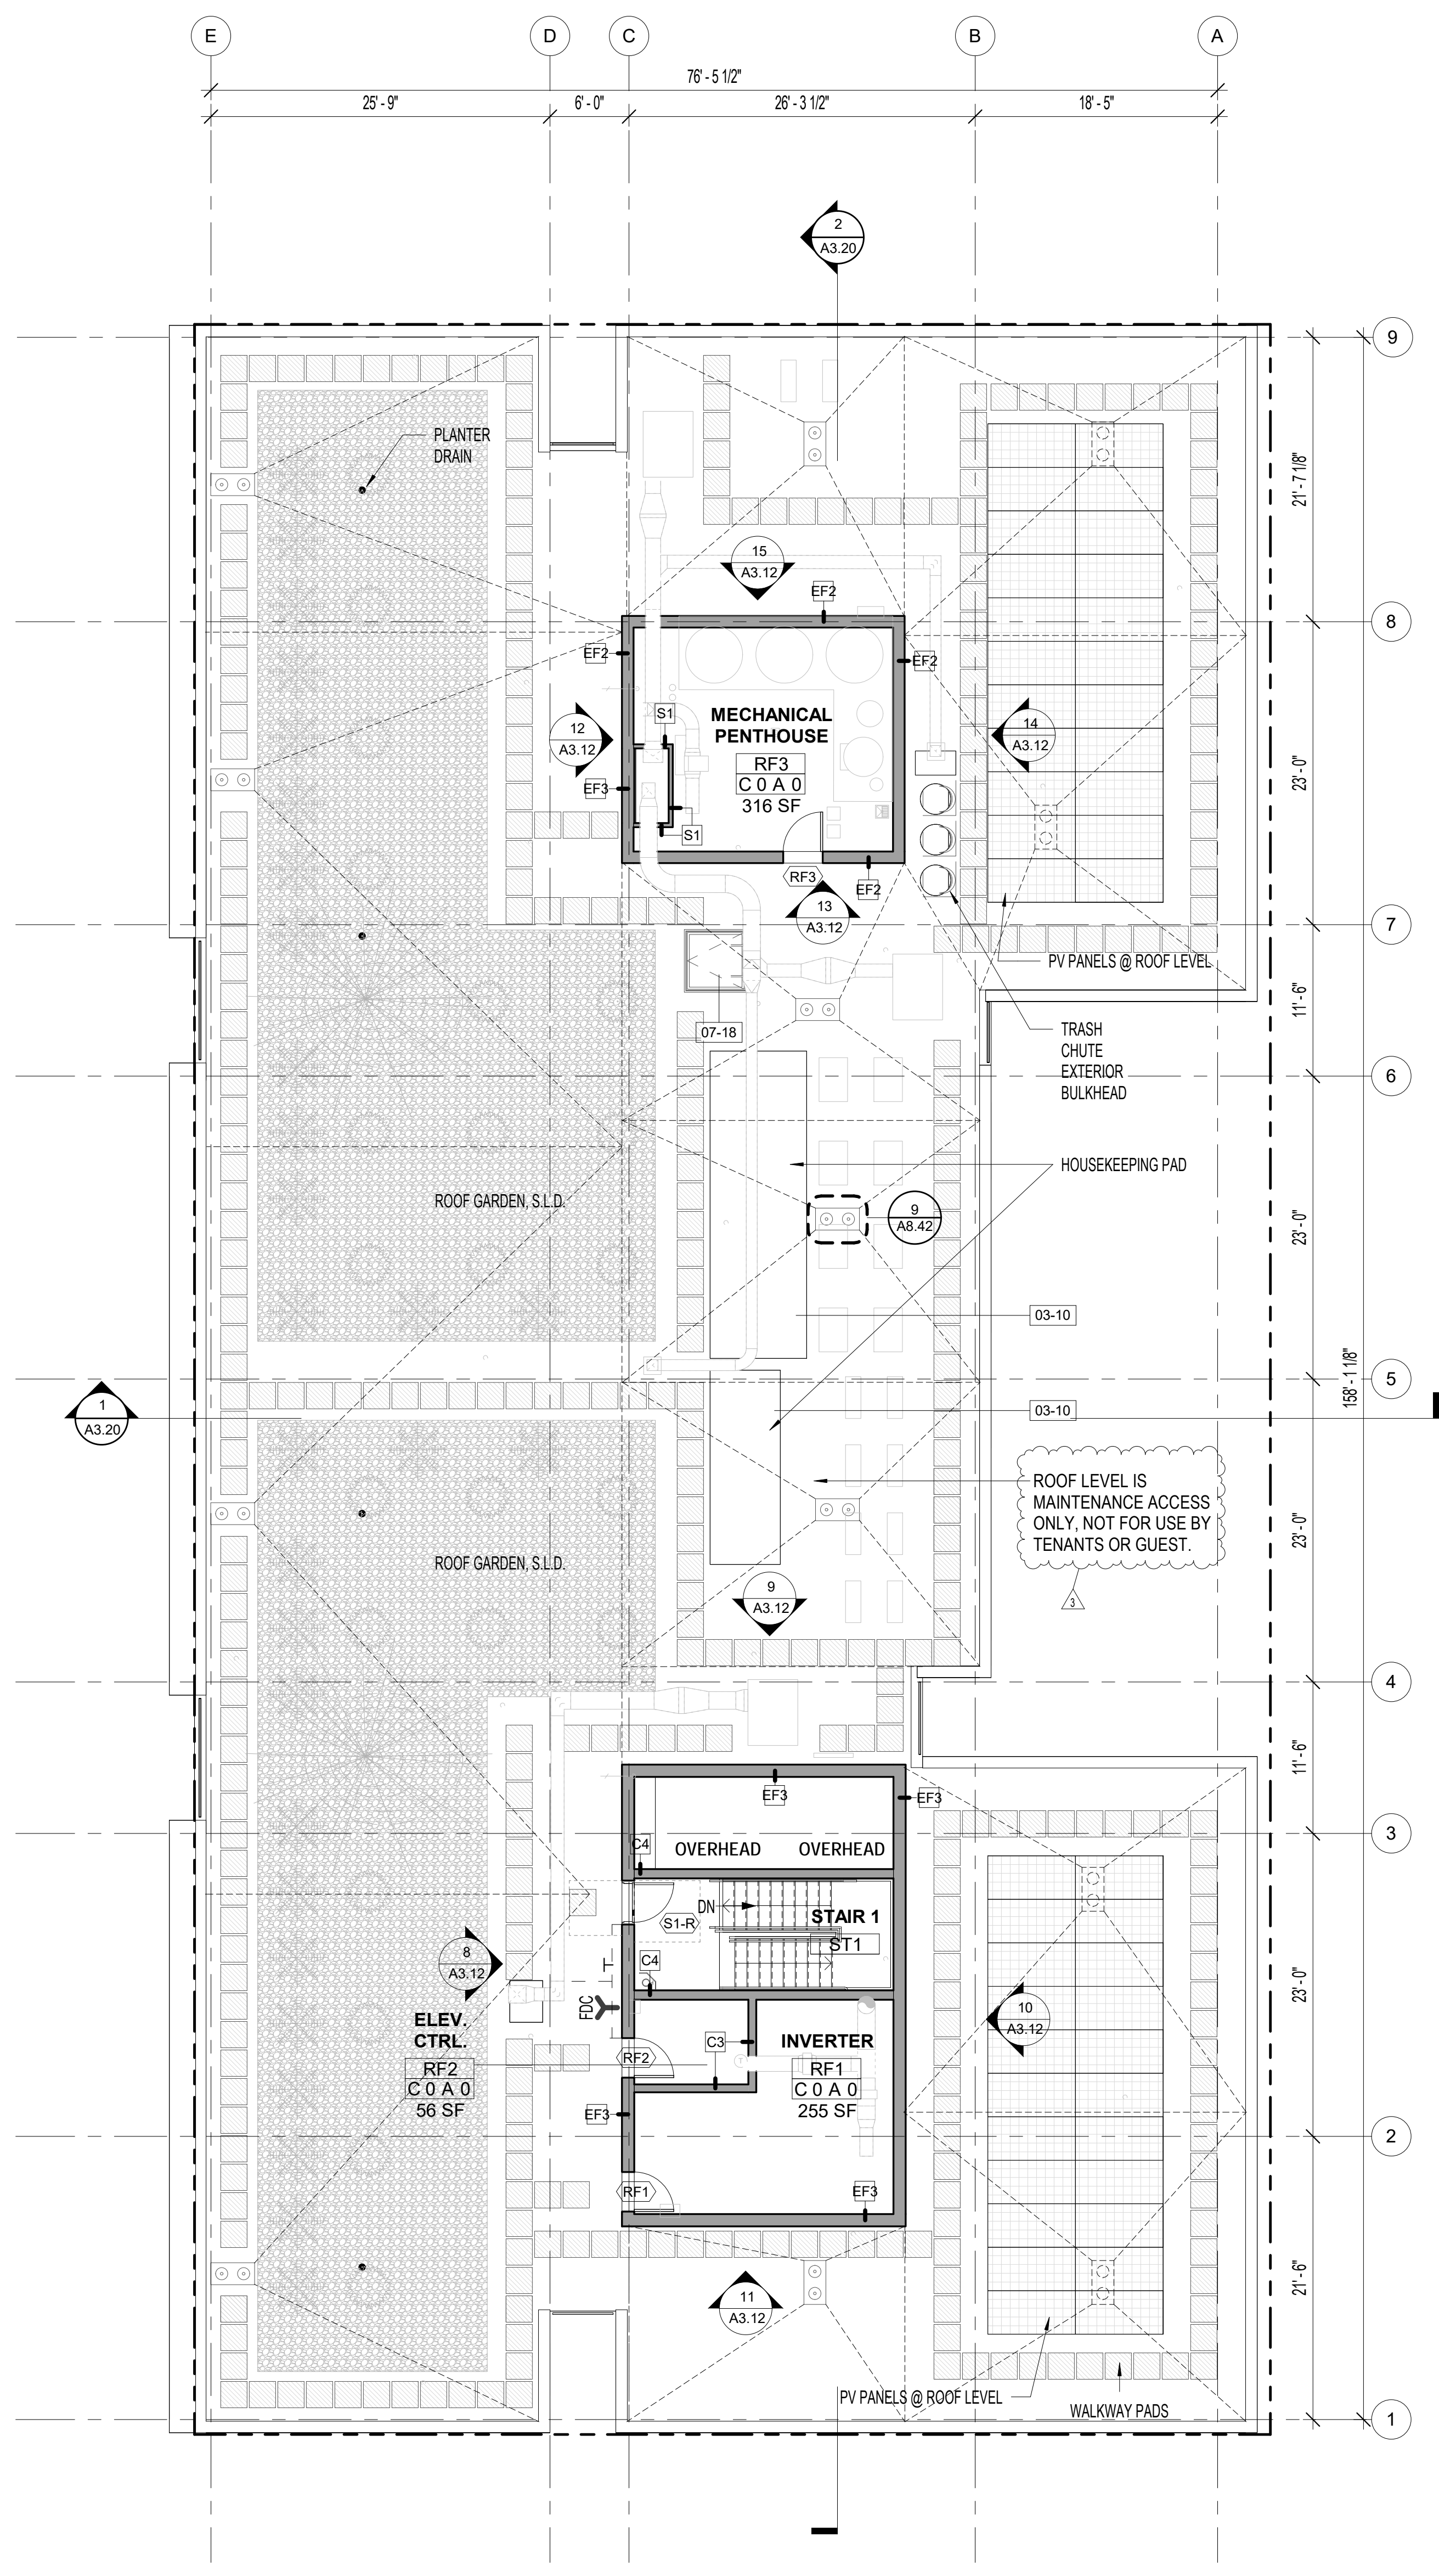 E
D
C
B
A
76' - 5 1/2"
25' - 9"
6' - 0"
26' - 3 1/2"
18' - 5"
2
A3.20
9
PLANTER
DRAIN
21' - 7 1/8"
15
A3.12
EF2
8
EF2
EF2
S1
MECHANICAL
PENTHOUSE
12
A3.12
14
A3.12
RF3
C 0 A 0
316 SF
EF3
23' - 0"
S1
RF3
EF2
13
A3.12
7
PV PANELS @ ROOF LEVEL
11' - 6"
07-18
TRASH
CHUTE
EXTERIOR
BULKHEAD
6
HOUSEKEEPING PAD
ROOF GARDEN, S.L.D.
9
A8.42
23' - 0"
03-10
158' - 1 1/8"
5
1
A3.20
03-10
ROOF LEVEL IS
MAINTENANCE ACCESS
ONLY, NOT FOR USE BY
TENANTS OR GUEST.
23' - 0"
ROOF GARDEN, S.L.D.
9
A3.12
3
4
11' - 6"
EF3
EF3
3
C4
OVERHEAD
OVERHEAD
DN
STAIR 1
S1-R
ST1
8
A3.12
C4
T
FDC
23' - 0"
10
A3.12
ELEV.
CTRL.
C3
INVERTER
RF2
RF2
C 0 A 0
56 SF
RF1
C 0 A 0
255 SF
T
EF3
2
RF1
EF3
21' - 6"
11
A3.12
PV PANELS @ ROOF LEVEL
WALKWAY PADS
1